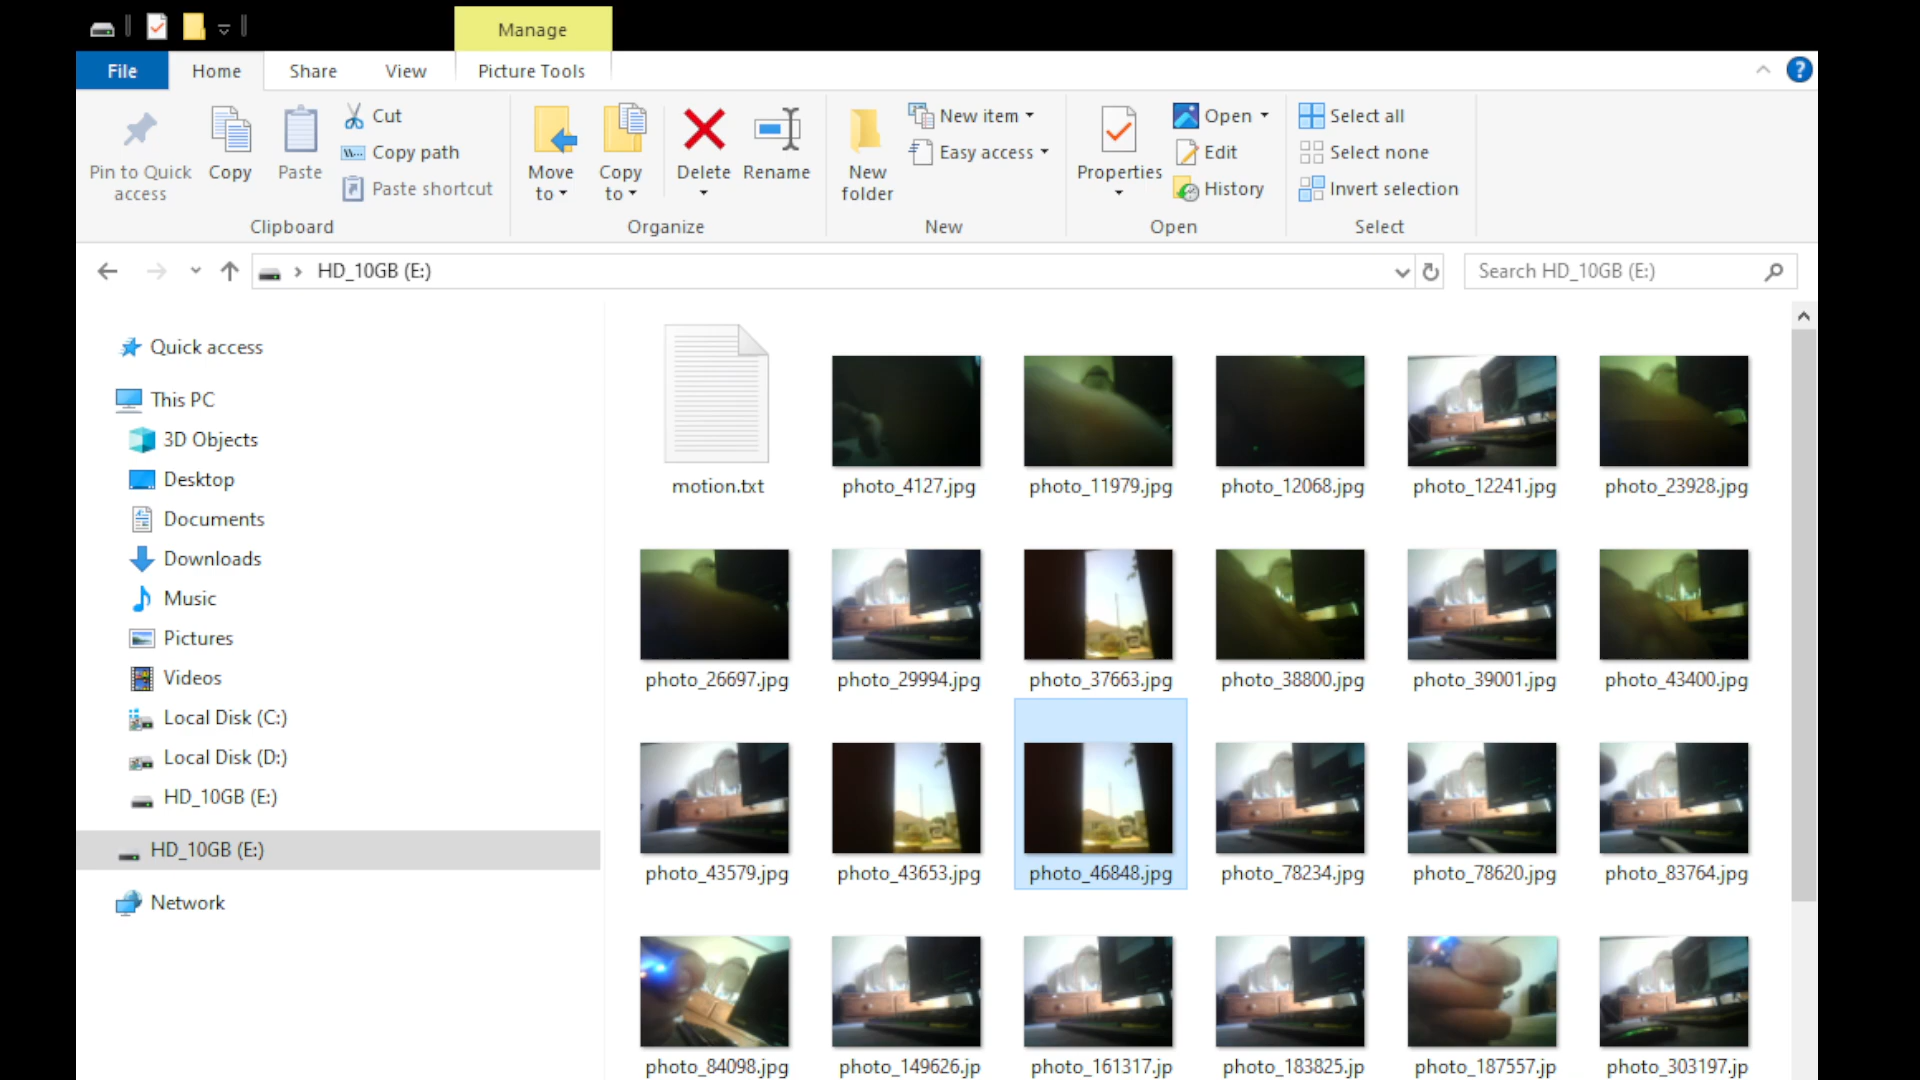 Manage
File
Home
Share
View
Picture Tools
Pin to Quick access
Copy
Paste
Cut
Copy path
Paste shortcut
Clipboard
Move to
Copy to
Delete
Rename
Organize
New folder
New item
Easy access
New
Properties
Open
Edit
History
Open
Select all
Select none
Invert selection
Select
HD_10GB (E:)
Search HD_10GB (E:)
Quick access
This PC
3D Objects
Desktop
Documents
Downloads
Music
Pictures
Videos
Local Disk (C:)
Local Disk (D:)
HD_10GB (E:)
HD_10GB (E:)
Network
motion.txt
photo_4127.jpg
photo_11979.jpg
photo_12068.jpg
photo_12241.jpg
photo_23928.jpg
photo_26697.jpg
photo_29994.jpg
photo_37663.jpg
photo_38800.jpg
photo_39001.jpg
photo_43400.jpg
photo_43579.jpg
photo_43653.jpg
photo_46848.jpg
photo_78234.jpg
photo_78620.jpg
photo_83764.jpg
photo_84098.jpg
photo_149626.jp
photo_161317.jp
photo_183825.jp
photo_187557.jp
photo_303197.jp